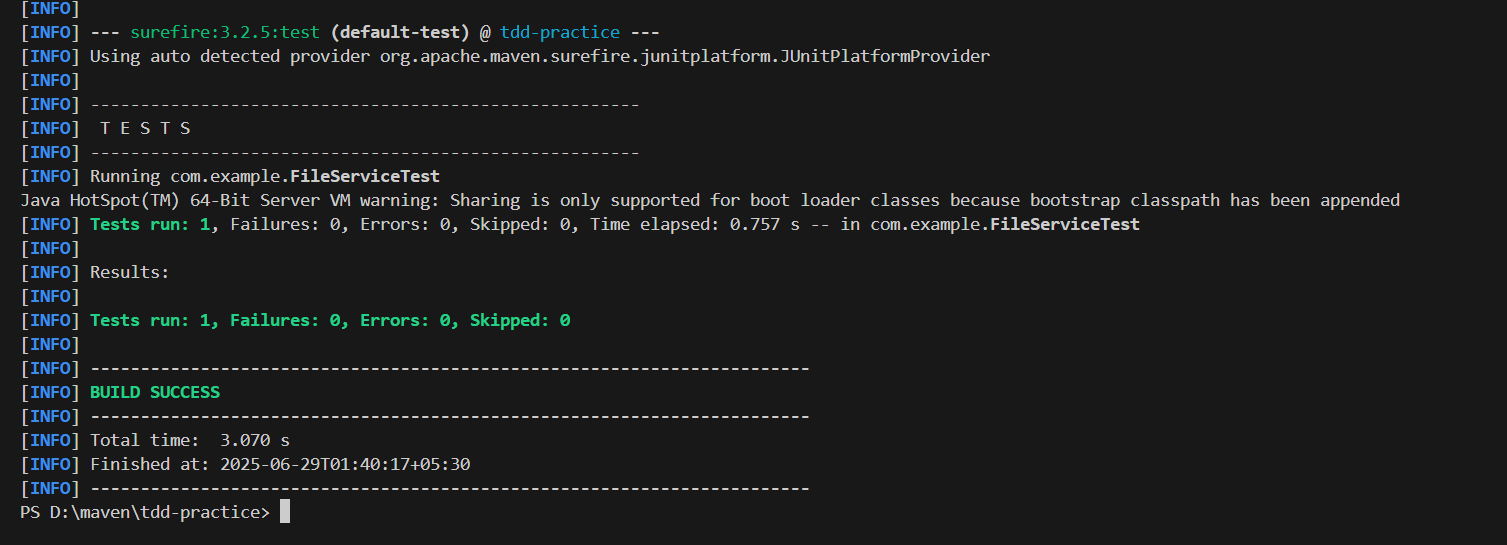 [INFO]
[INFO] --- surefire:3.2.5:test (default-test) @ tdd-practice ---
[INFO] Using auto detected provider org.apache.maven.surefire.junitplatform.JUnitPlatformProvider
[INFO]
[INFO] -------------------------------------------------------
[INFO]  T E S T S
[INFO] -------------------------------------------------------
[INFO] Running com.example.FileServiceTest
Java HotSpot(TM) 64-Bit Server VM warning: Sharing is only supported for boot loader classes because bootstrap classpath has been appended
[INFO] Tests run: 1, Failures: 0, Errors: 0, Skipped: 0, Time elapsed: 0.757 s -- in com.example.FileServiceTest
[INFO]
[INFO] Results:
[INFO]
[INFO] Tests run: 1, Failures: 0, Errors: 0, Skipped: 0
[INFO]
[INFO] ------------------------------------------------------------------------
[INFO] BUILD SUCCESS
[INFO] ------------------------------------------------------------------------
[INFO] Total time:  3.070 s
[INFO] Finished at: 2025-06-29T01:40:17+05:30
[INFO] ------------------------------------------------------------------------
PS D:\maven\tdd-practice>